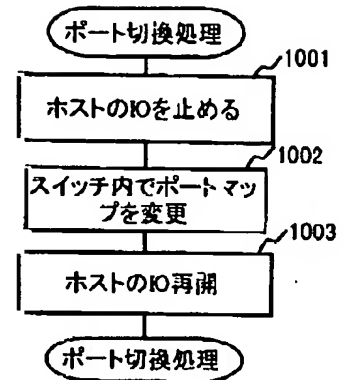 ポート切換処理
1001
ホストのIOを止める
1002
スイッチ内でポートマッ
プを変更
1003
ホストのIO再開
ポート切換処理